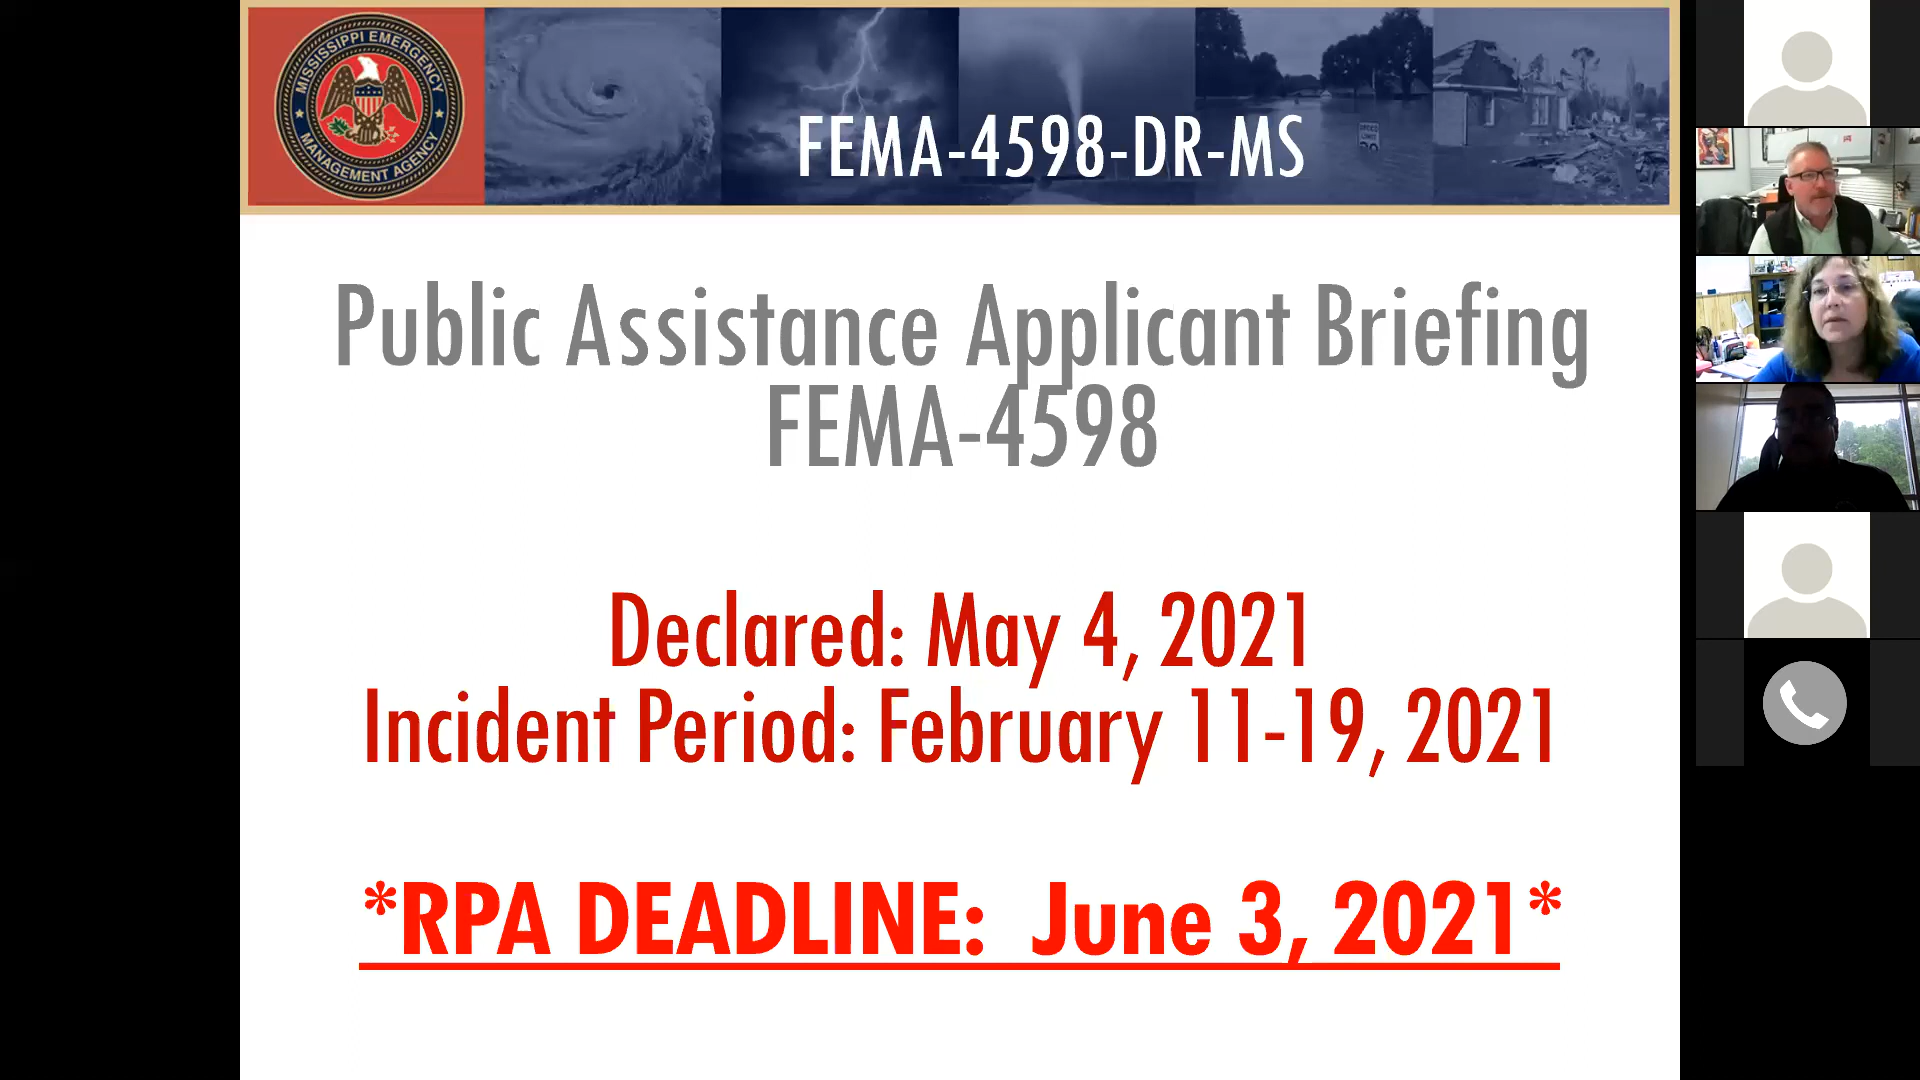 MISSISSIPPI EMERGENCY
MANAGEMENT AGENCY
FEMA-4598-DR-MS
Public Assistance Applicant Briefing
FEMA-4598
Declared: May 4, 2021
Incident Period: February 11-19, 2021
*RPA DEADLINE: June 3, 2021*